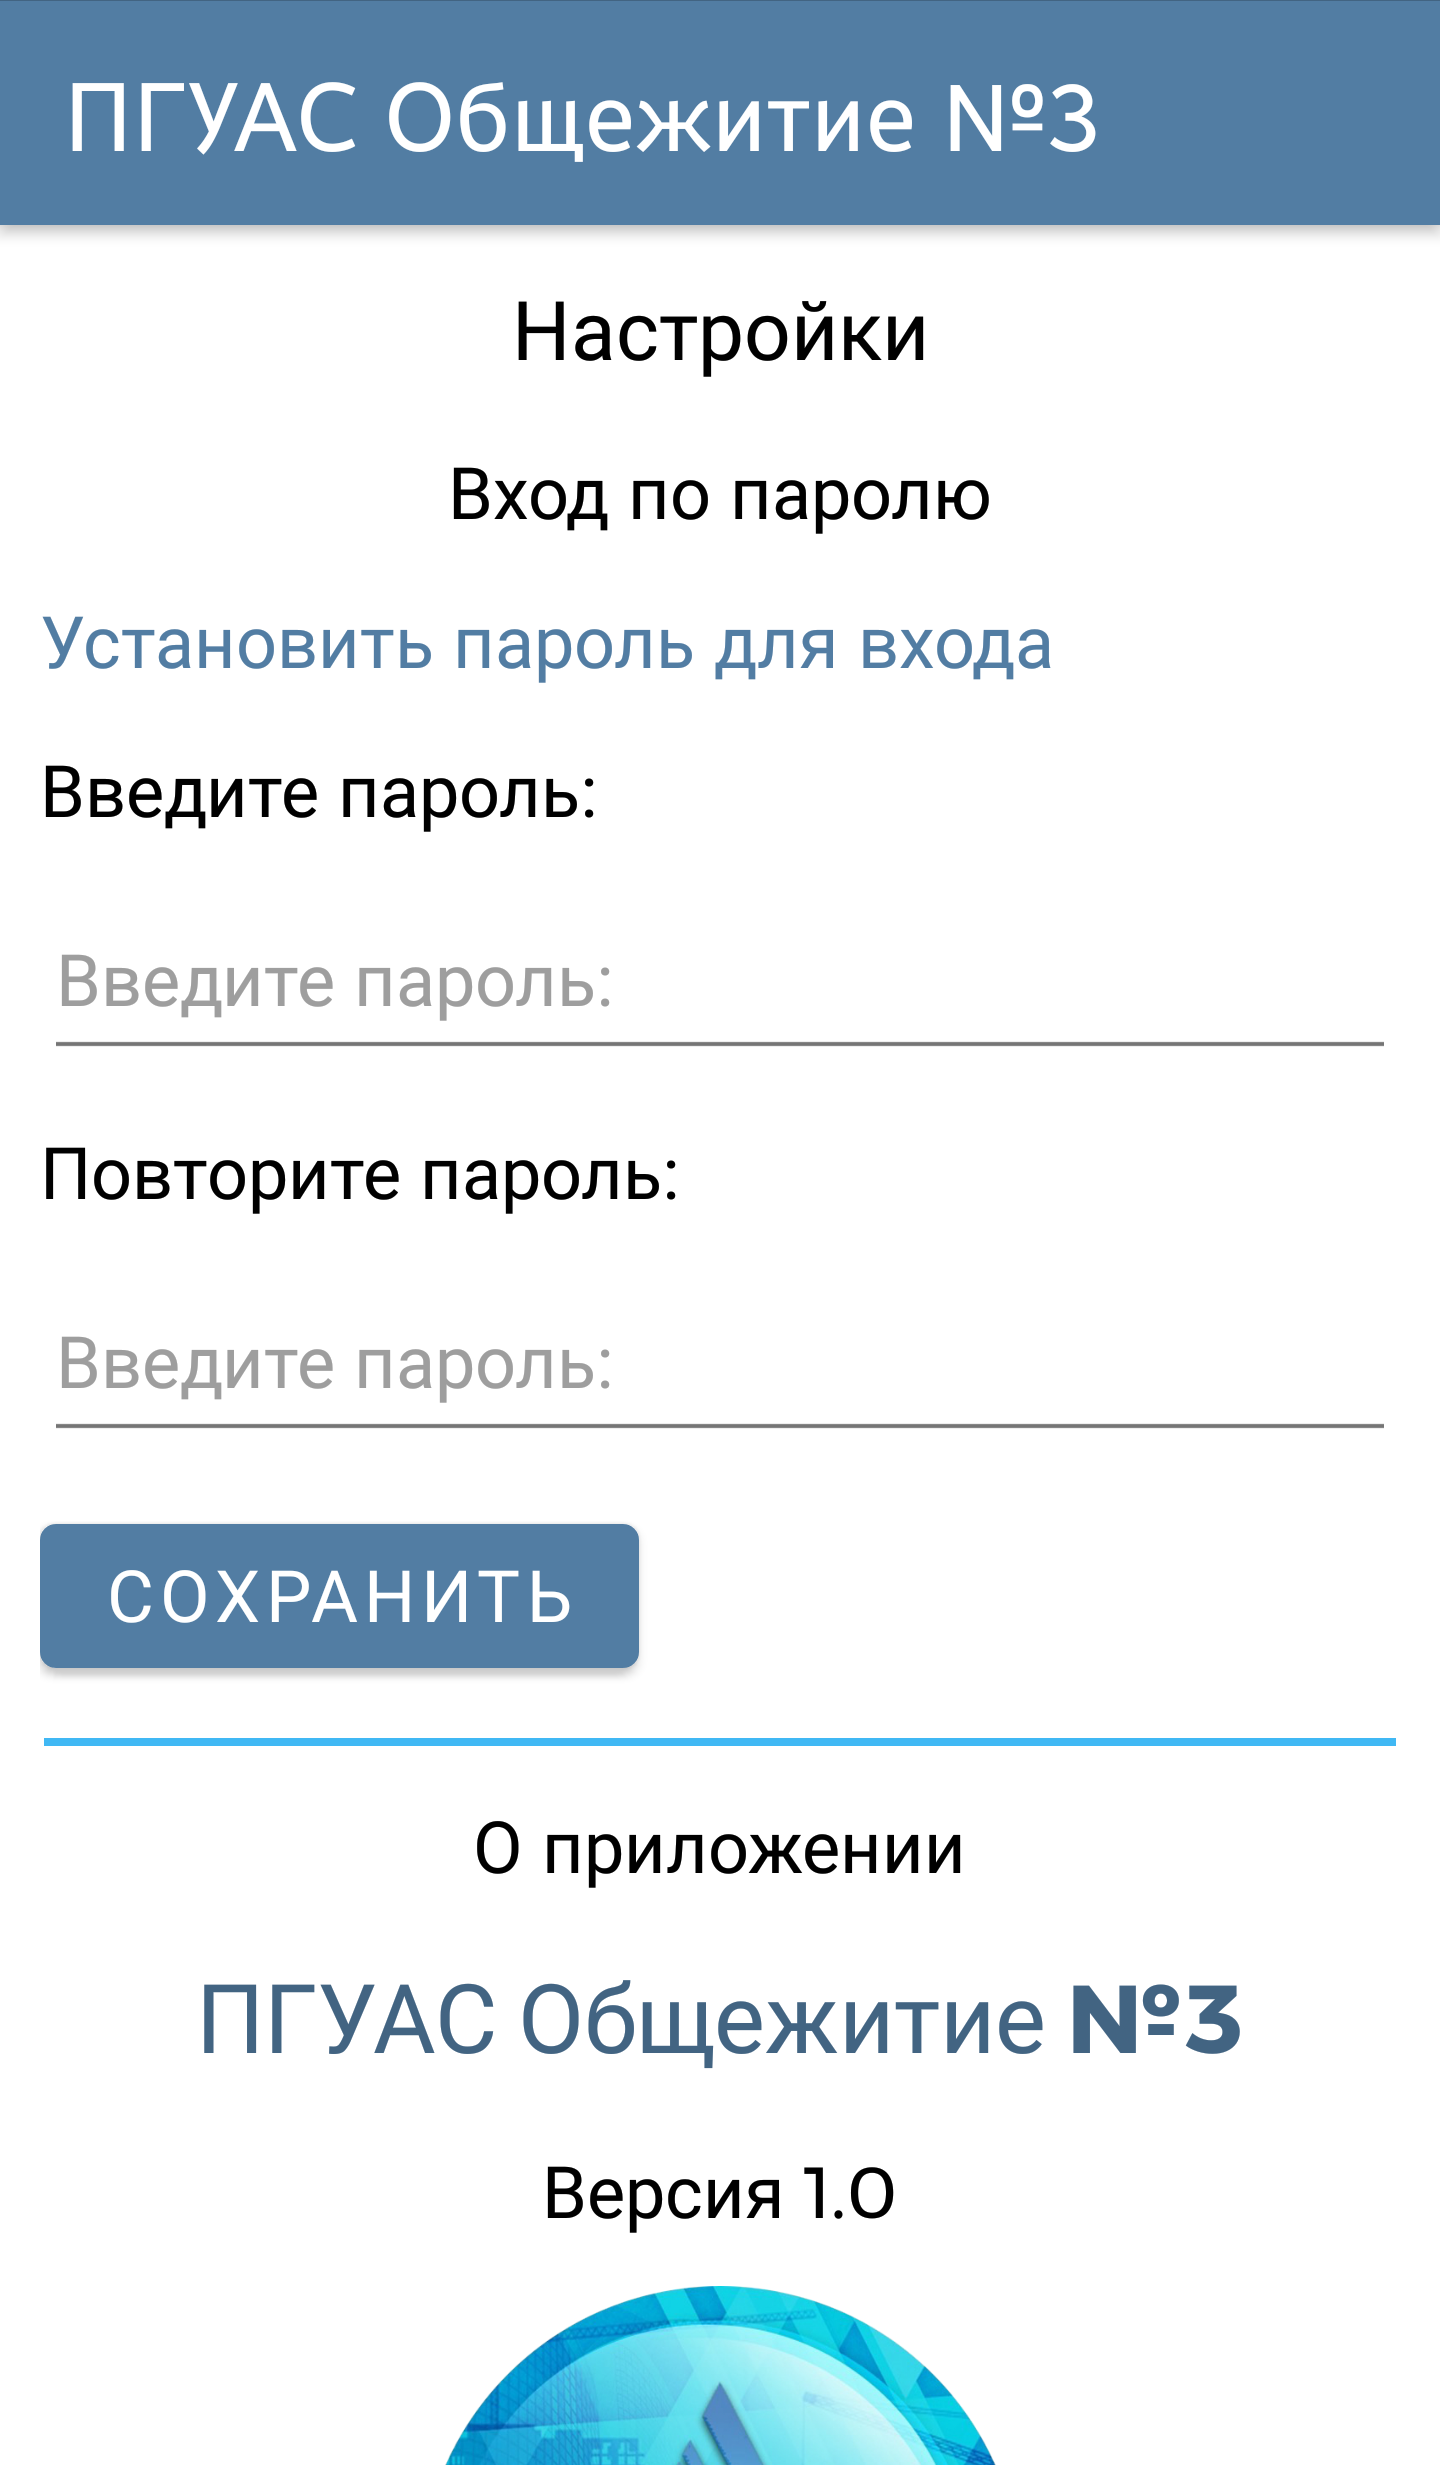 ПГУАС Общежитие №3
Настройки
Вход по паролю
Установить пароль для входа
Введите пароль:
Введите пароль:
Повторите пароль:
Введите пароль:
СОХРАНИТЬ
О приложении
ПГУАС Общежитие №3
Версия 1.0